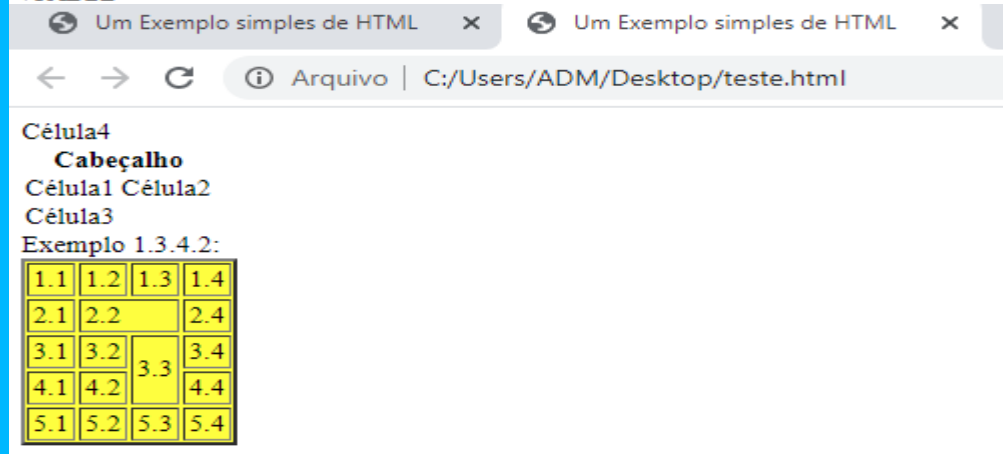 Um Exemplo simples de HTML × Um Exemplo simples de HTML ×
Arquivo | C:/Users/ADM/Desktop/teste.html
Célula4
Cabeçalho
Célula1 Célula2
Célula3
Exemplo 1.3.4.2:
1.1 1.2 1.3 1.4
2.1 2.2 2.4
3.1 3.2 3.3 3.4
4.1 4.2 4.4
5.1 5.2 5.3 5.4